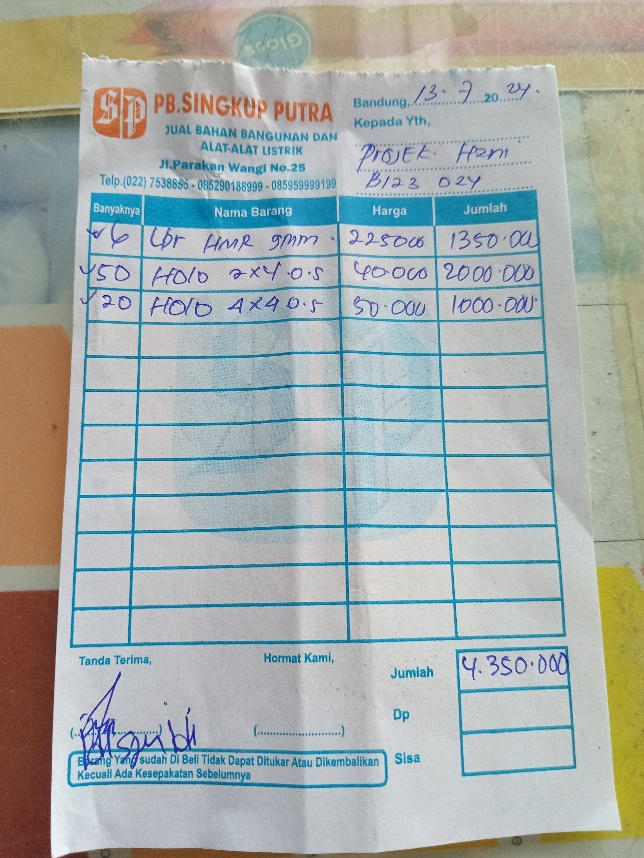 Gloss
SP PB.SINGKUP PUTRA
JUAL BAHAN BANGUNAN DAN
ALAT-ALAT LISTRIK
Jl.Parakan Wangi No.25
Telp.(022) 7538855 - 085290188999 - 085959999199
Bandung, 13-7 2024.
Kepada Yth,
Projek Hani
B123 024
Banyaknya Nama Barang Harga Jumlah
6 Lbr HMR 9mm 225000 1350.000
50 HOLO 2x4 0.5 40.000 2000.000
20 HOLO 4x4 0.5 50.000 1000.000
Tanda Terima, Hormat Kami, Jumlah 4.350.000
Dp
Sisa
Barang Yang sudah Di Beli Tidak Dapat Ditukar Atau Dikembalikan
Kecuali Ada Kesepakatan Sebelumnya